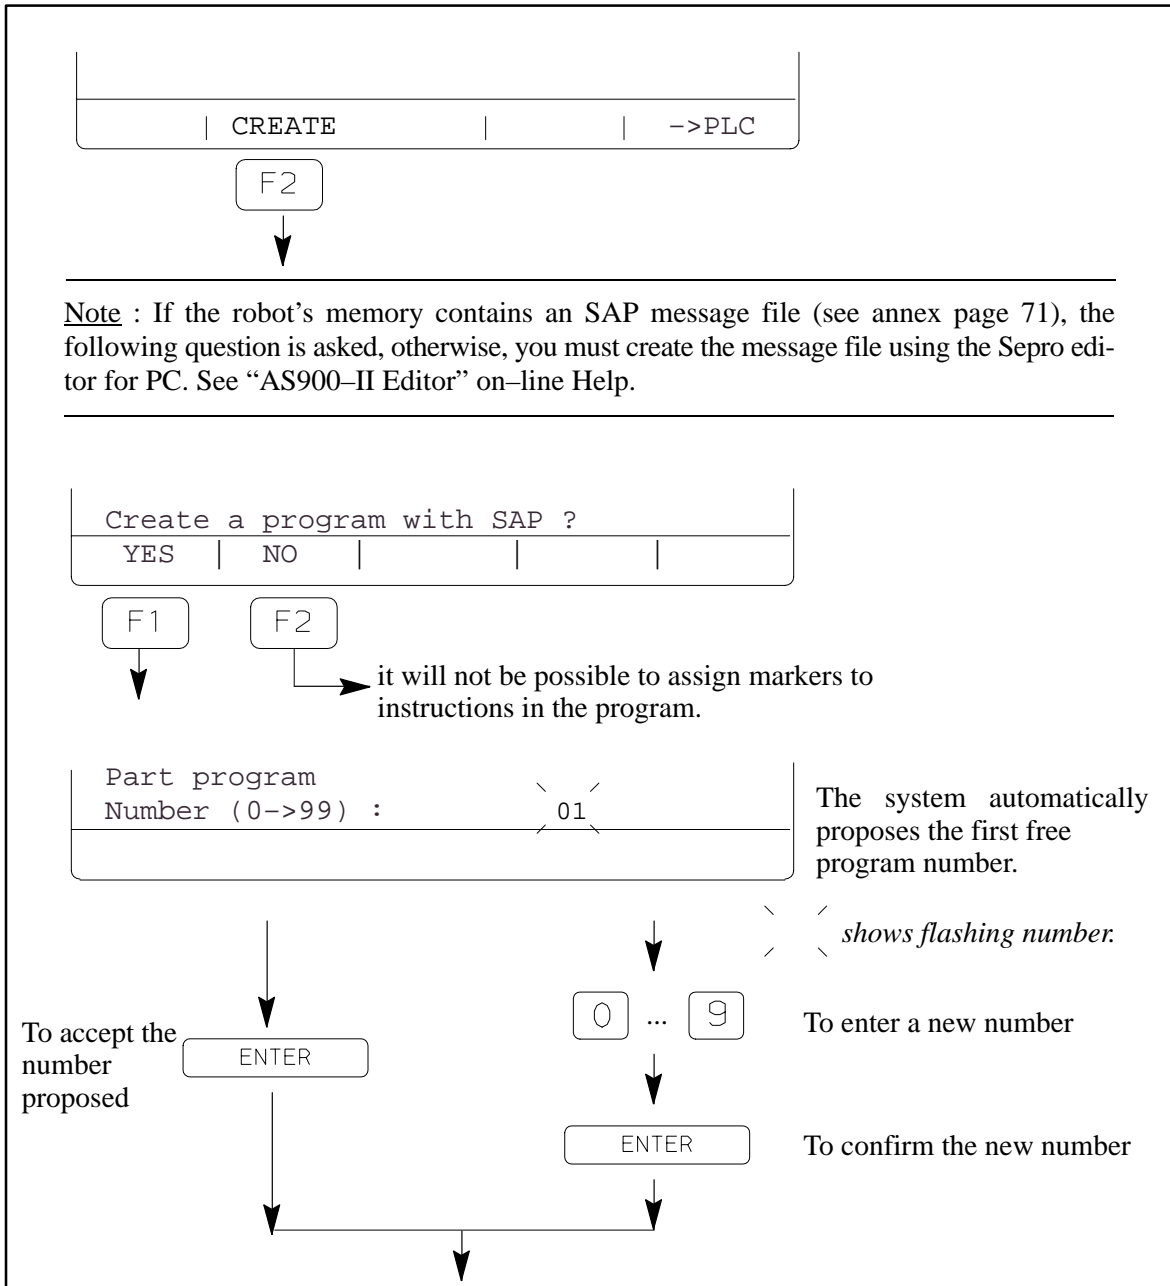 | CREATE | | –>PLC
F2
Note : If the robot’s memory contains an SAP message file (see annex page 71), the
following question is asked, otherwise, you must create the message file using the Sepro edi-
tor for PC. See “AS900–II Editor” on–line Help.
Create a program with SAP ?
YES | NO | | |
F1 F2
it will not be possible to assign markers to
instructions in the program.
Part program
Number (0–>99) : 01
The system automatically
proposes the first free
program number.
shows flashing number.
0 ... 9 To enter a new number
To accept the
number
proposed
ENTER
ENTER To confirm the new number